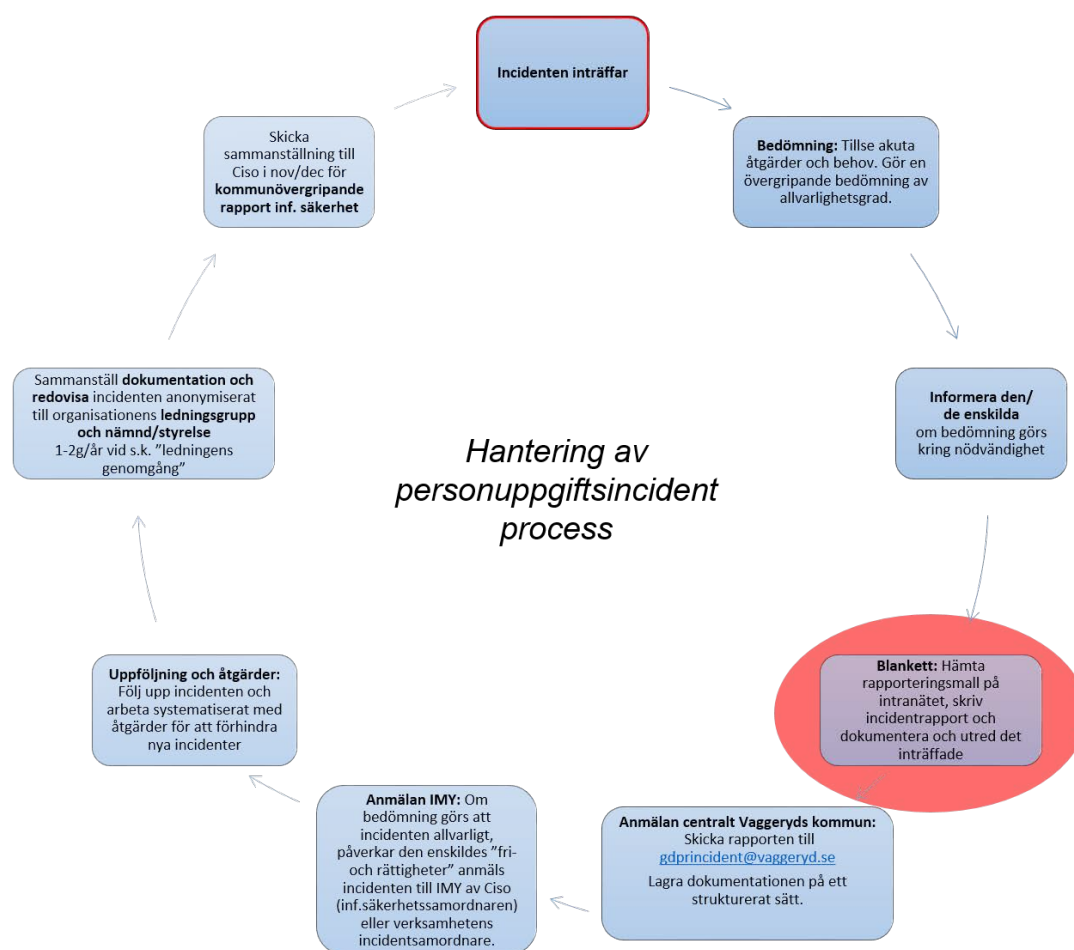 Incidenten inträffar
Bedömning: Tillse akuta
åtgärder och behov. Gör en
övergripande bedömning av
allvarlighetsgrad.
Informera den/
de enskilda
om bedömning görs
kring nödvändighet
Blankett: Hämta
rapporteringsmall på
intranätet, skriv
incidentrapport och
dokumentera och utred det
inträffade
Anmälan centralt Vaggeryds kommun:
Skicka rapporten till
gdprincident@vaggeryd.se
Lagra dokumentationen på ett
strukturerat sätt.
Anmälan IMY: Om
bedömning görs att
incidenten allvarligt,
påverkar den enskildes ”fri-
och rättigheter” anmäls
incidenten till IMY av Ciso
(inf.säkerhetssamordnaren)
eller verksamhetens
incidentsamordnare.
Uppföljning och åtgärder:
Följ upp incidenten och
arbeta systematiserat med
åtgärder för att förhindra
nya incidenter
Sammanställ dokumentation och
redovisa incidenten anonymiserat
till organisationens ledningsgrupp
och nämnd/styrelse
1-2g/år vid s.k. ”ledningens
genomgång”
Skicka
sammanställning till
Ciso i nov/dec för
kommunövergripande
rapport inf. säkerhet
Hantering av
personuppgiftsincident
process